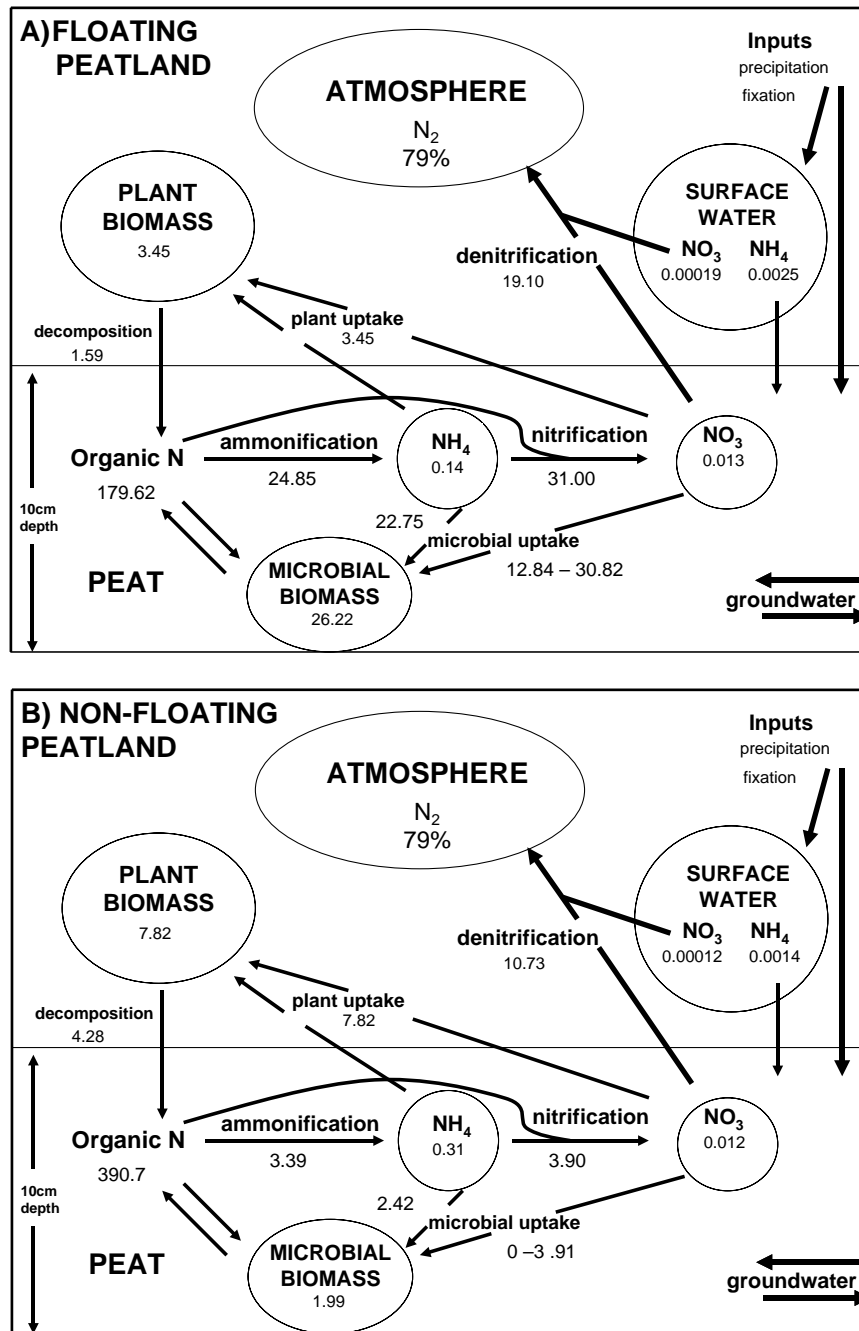 A)FLOATING
PEATLAND
Inputs
precipitation
fixation
ATMOSPHERE
N2
79%
PLANT
BIOMASS
3.45
SURFACE
WATER
NO3 NH4
0.00019 0.0025
denitrification
19.10
plant uptake
3.45
decomposition
1.59
Organic N
179.62
ammonification
24.85
NH4
0.14
nitrification
31.00
NO3
0.013
10cm
depth
22.75
microbial uptake
12.84 – 30.82
PEAT
MICROBIAL
BIOMASS
26.22
groundwater
B) NON-FLOATING
PEATLAND
Inputs
precipitation
fixation
ATMOSPHERE
N2
79%
PLANT
BIOMASS
7.82
SURFACE
WATER
NO3 NH4
0.00012 0.0014
denitrification
10.73
plant uptake
7.82
decomposition
4.28
Organic N
390.7
ammonification
3.39
NH4
0.31
nitrification
3.90
NO3
0.012
10cm
depth
2.42
microbial uptake
0 –3 .91
PEAT
MICROBIAL
BIOMASS
1.99
groundwater